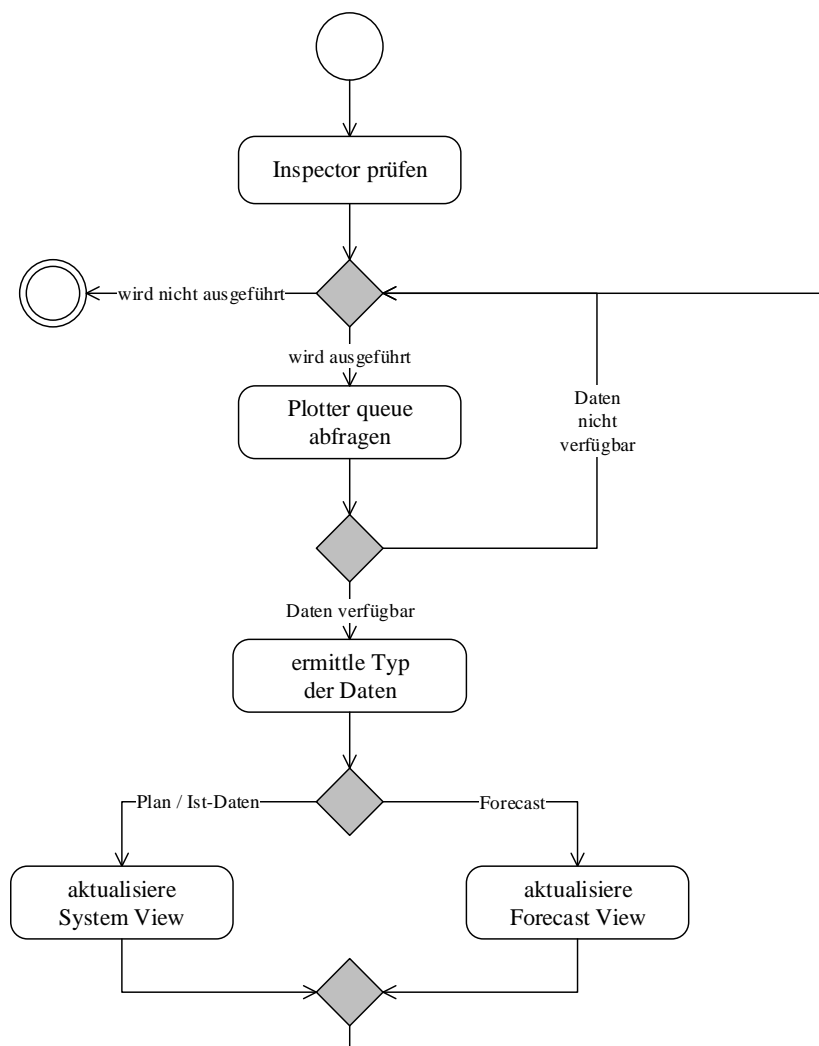 Inspector prüfen
wird nicht ausgeführt
wird ausgeführt
Plotter queue
abfragen
Daten
nicht
verfügbar
Daten verfügbar
ermittle Typ
der Daten
Plan / Ist-Daten
Forecast
aktualisiere
System View
aktualisiere
Forecast View